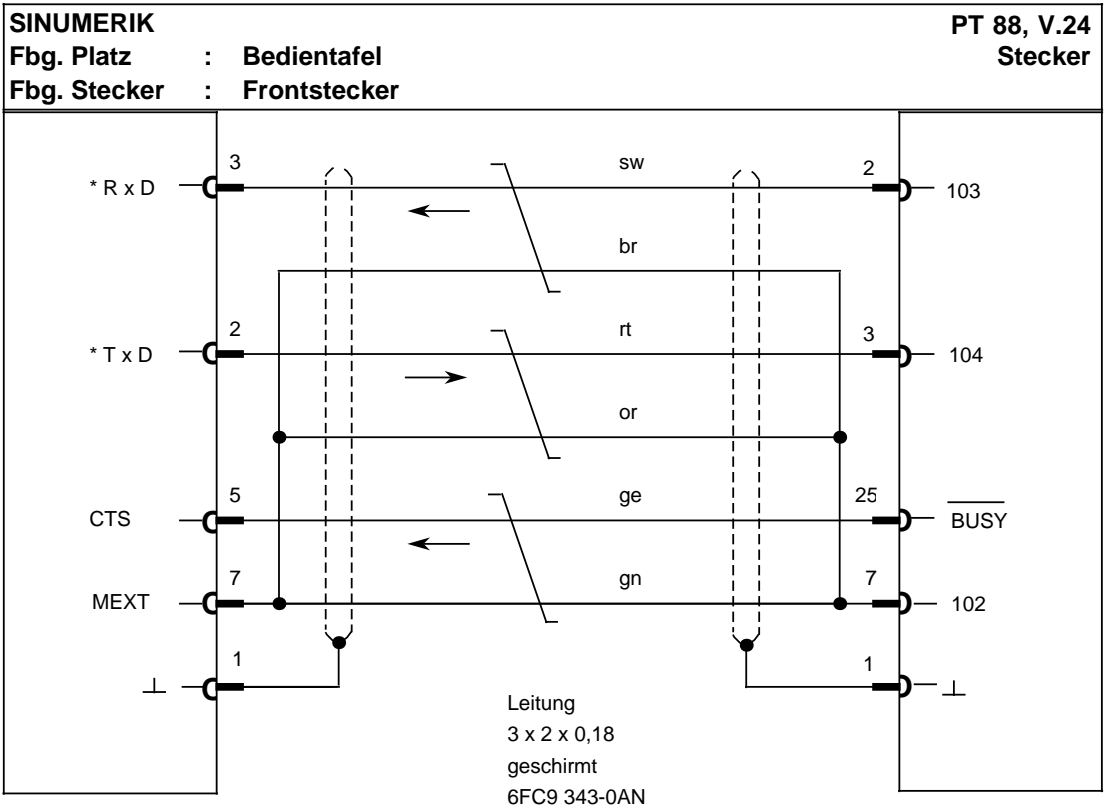 SINUMERIK PT 88, V.24
Fbg. Platz : Bedientafel Stecker
Fbg. Stecker : Frontstecker
3 sw 2
* R x D 103
br
2 rt 3
* T x D 104
or
5 ge 25
CTS BUSY
7 gn 7
MEXT 102
1 1
Leitung
3 x 2 x 0,18
geschirmt
6FC9 343-0AN